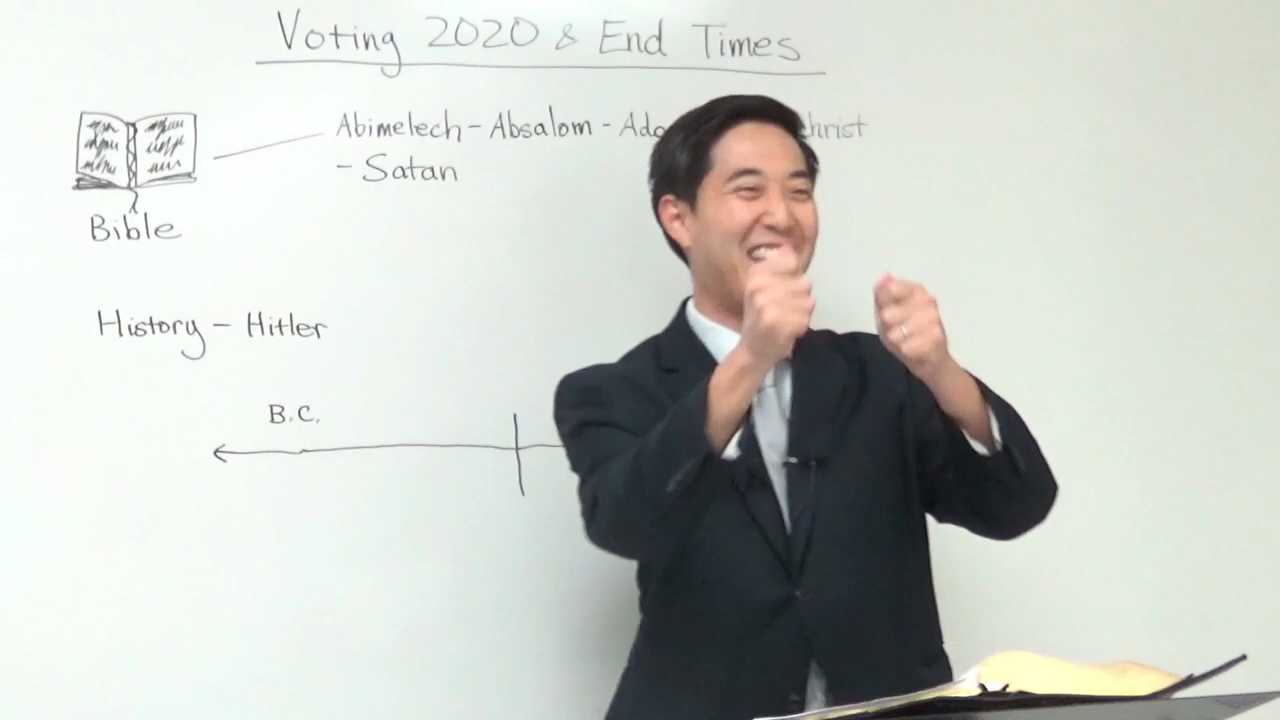 Voting 2020 & End Times
Abimelech - Absalom - Ado christ
- Satan
Bible
History - Hitler
B.C.